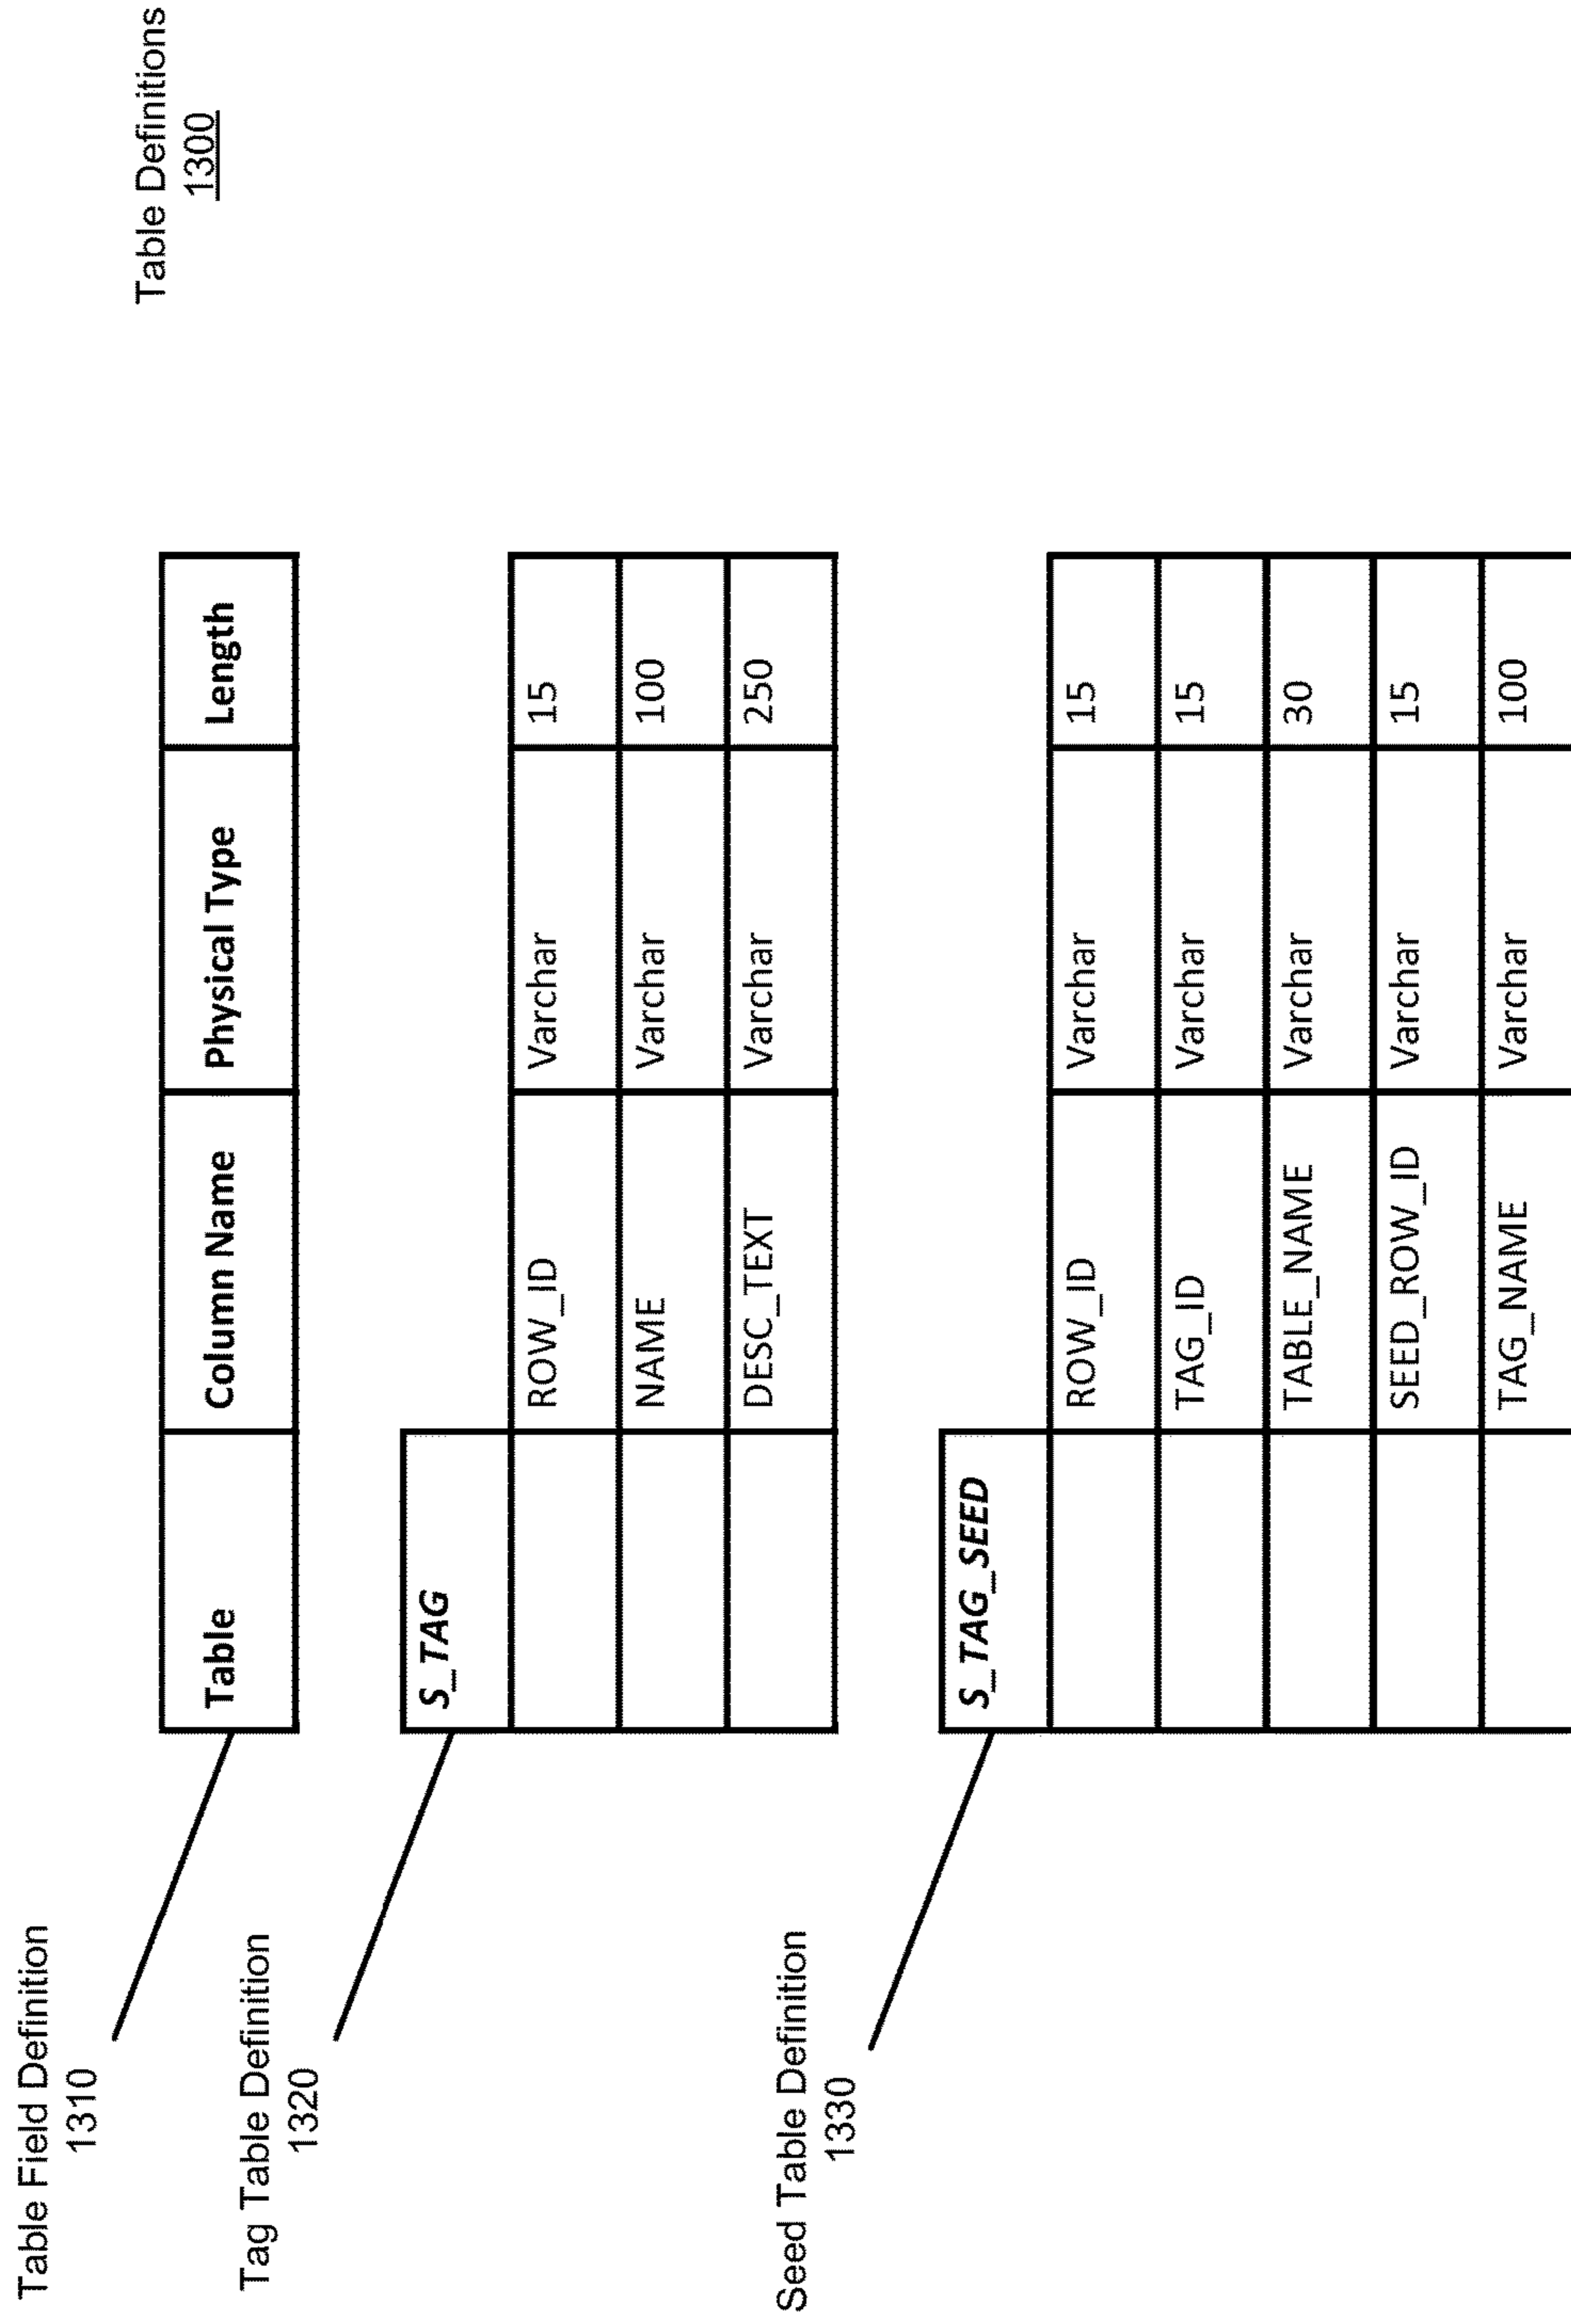 Table Definitions
1300
Table Field Definition
1310
Table Column Name Physical Type Length
Tag Table Definition
1320
S_TAG
ROW_ID Varchar 15
NAME Varchar 100
DESC_TEXT Varchar 250
Seed Table Definition
1330
S_TAG_SEED
ROW_ID Varchar 15
TAG_ID Varchar 15
TABLE_NAME Varchar 30
SEED_ROW_ID Varchar 15
TAG_NAME Varchar 100